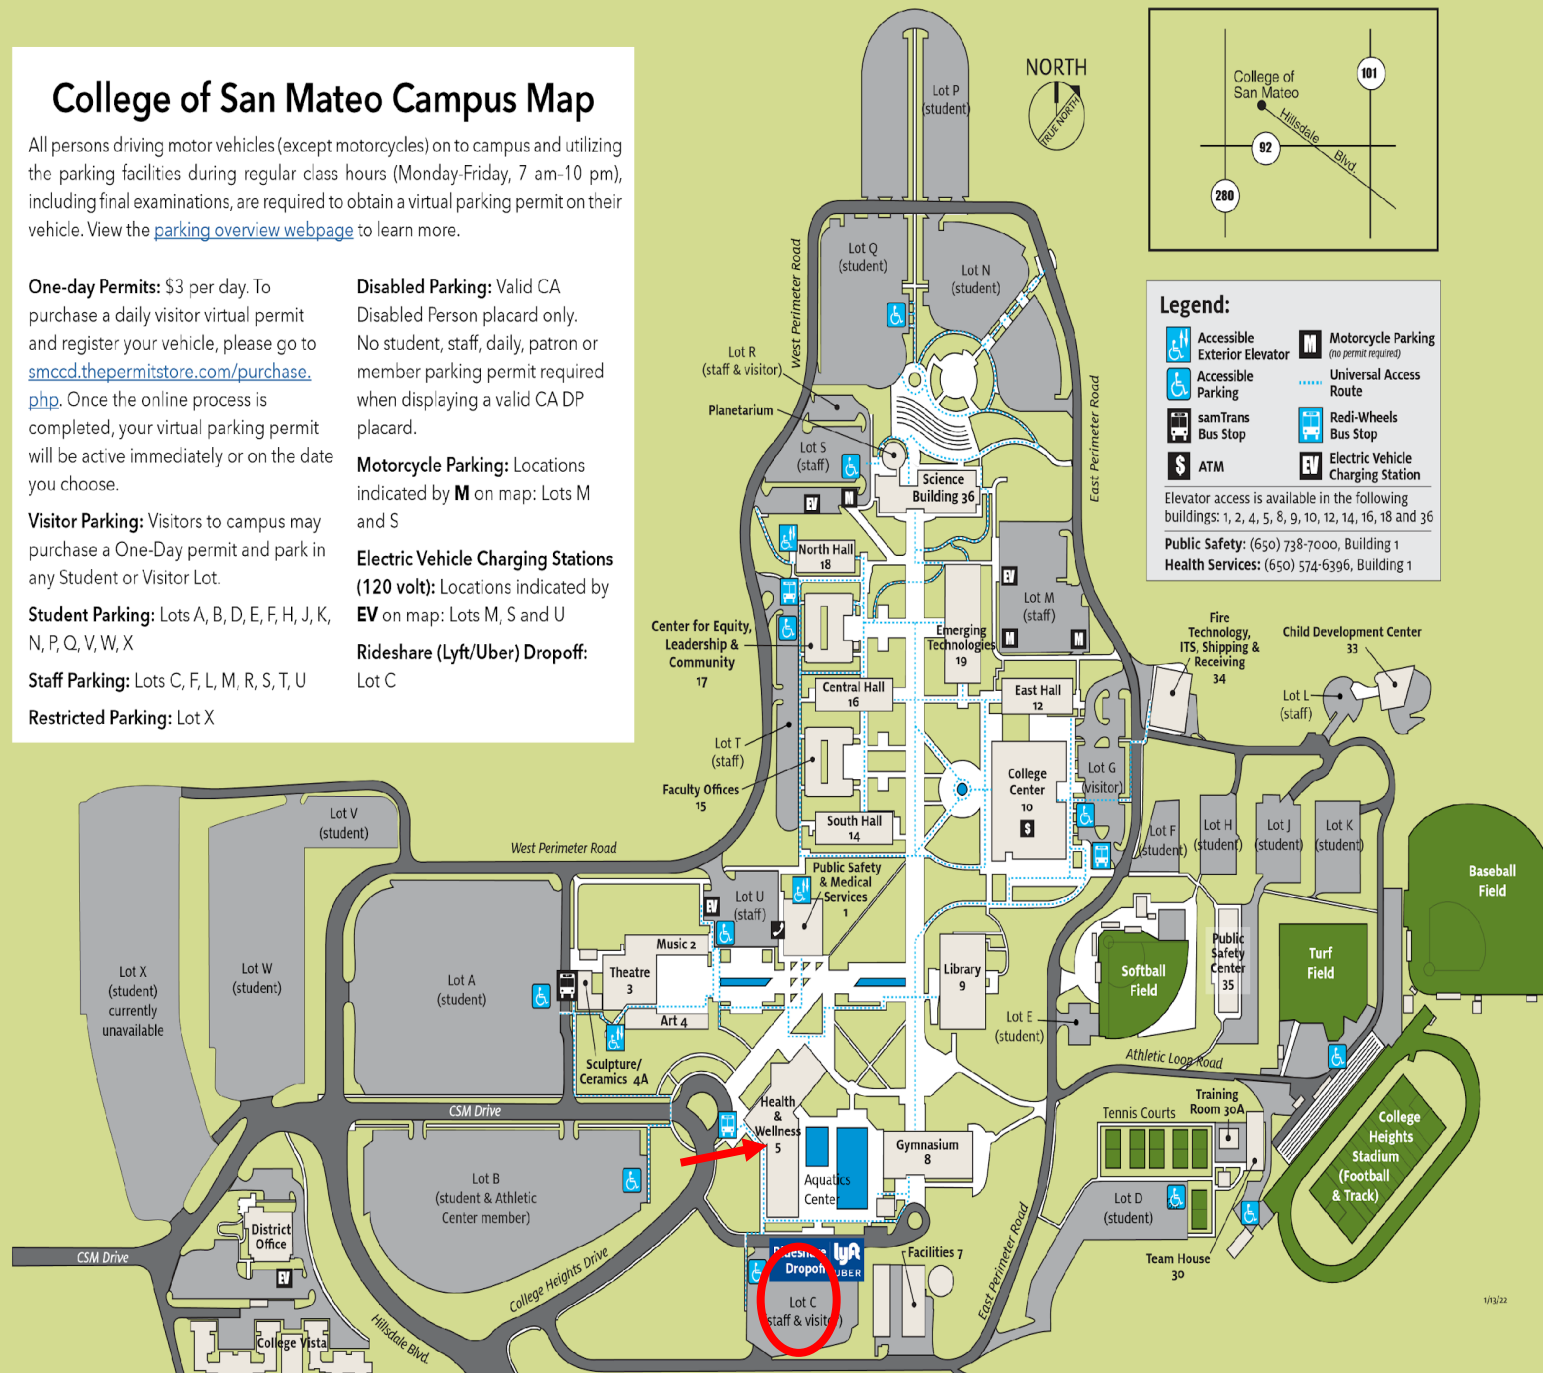 College of San Mateo Campus Map
All persons driving motor vehicles (except motorcycles) on to campus and utilizing
the parking facilities during regular class hours (Monday-Friday, 7 am-10 pm),
including final examinations, are required to obtain a virtual parking permit on their
vehicle. View the parking overview webpage to learn more.
One-day Permits: $3 per day. To
purchase a daily visitor virtual permit
and register your vehicle, please go to
smccd.thepermitstore.com/purchase.
php. Once the online process is
completed, your virtual parking permit
will be active immediately or on the date
you choose.
Visitor Parking: Visitors to campus may
purchase a One-Day permit and park in
any Student or Visitor Lot.
Student Parking: Lots A, B, D, E, F, H, J, K,
N, P, Q, V, W, X
Staff Parking: Lots C, F, L, M, R, S, T, U
Restricted Parking: Lot X
Disabled Parking: Valid CA
Disabled Person placard only.
No student, staff, daily, patron or
member parking permit required
when displaying a valid CA DP
placard.
Motorcycle Parking: Locations
indicated by M on map: Lots M
and S
Electric Vehicle Charging Stations
(120 volt): Locations indicated by
EV on map: Lots M, S and U
Rideshare (Lyft/Uber) Dropoff:
Lot C
NORTH
TRUE NORTH
College of
San Mateo
Hillsdale
Blvd.
101
92
280
Legend:
Accessible
Exterior Elevator
Accessible
Parking
samTrans
Bus Stop
$ ATM
M Motorcycle Parking
(no permit required)
Universal Access
Route
Redi-Wheels
Bus Stop
EV Electric Vehicle
Charging Station
Elevator access is available in the following
buildings: 1, 2, 4, 5, 8, 9, 10, 12, 14, 16, 18 and 36
Public Safety: (650) 738-7000, Building 1
Health Services: (650) 574-6396, Building 1
Lot P
(student)
Lot Q
(student)
Lot N
(student)
West Perimeter Road
East Perimeter Road
Lot R
(staff & visitor)
Planetarium
Lot S
(staff)
EV
M
Science
Building 36
North Hall
18
EV
Lot M
(staff)
M
M
Center for Equity,
Leadership &
Community
17
Emerging
Technologies
19
Central Hall
16
East Hall
12
Fire
Technology,
ITS, Shipping &
Receiving
34
Child Development Center
33
Lot L
(staff)
Lot T
(staff)
Faculty Offices
15
College
Center
10
$
Lot G
(visitor)
South Hall
14
Lot F
(student)
Lot H
(student)
Lot J
(student)
Lot K
(student)
Lot V
(student)
West Perimeter Road
Public Safety
& Medical
Services
1
Lot U
(staff)
EV
Baseball
Field
Music 2
Theatre
3
Art 4
Sculpture/
Ceramics 4A
Library
9
Softball
Field
Public
Safety
Center
35
Turf
Field
Lot X
(student)
currently
unavailable
Lot W
(student)
Lot A
(student)
Lot E
(student)
Athletic Loop Road
CSM Drive
Health
&
Wellness
5
Aquatics
Center
Gymnasium
8
Tennis Courts
Training
Room 30A
College
Heights
Stadium
(Football
& Track)
Lot B
(student & Athletic
Center member)
Lot D
(student)
Team House
30
District
Office
EV
CSM Drive
College Heights Drive
Hillsdale Blvd.
College Vista
Rideshare
Dropoff
lyft
UBER
Lot C
(staff & visitor)
Facilities 7
East Perimeter Road
1/13/22